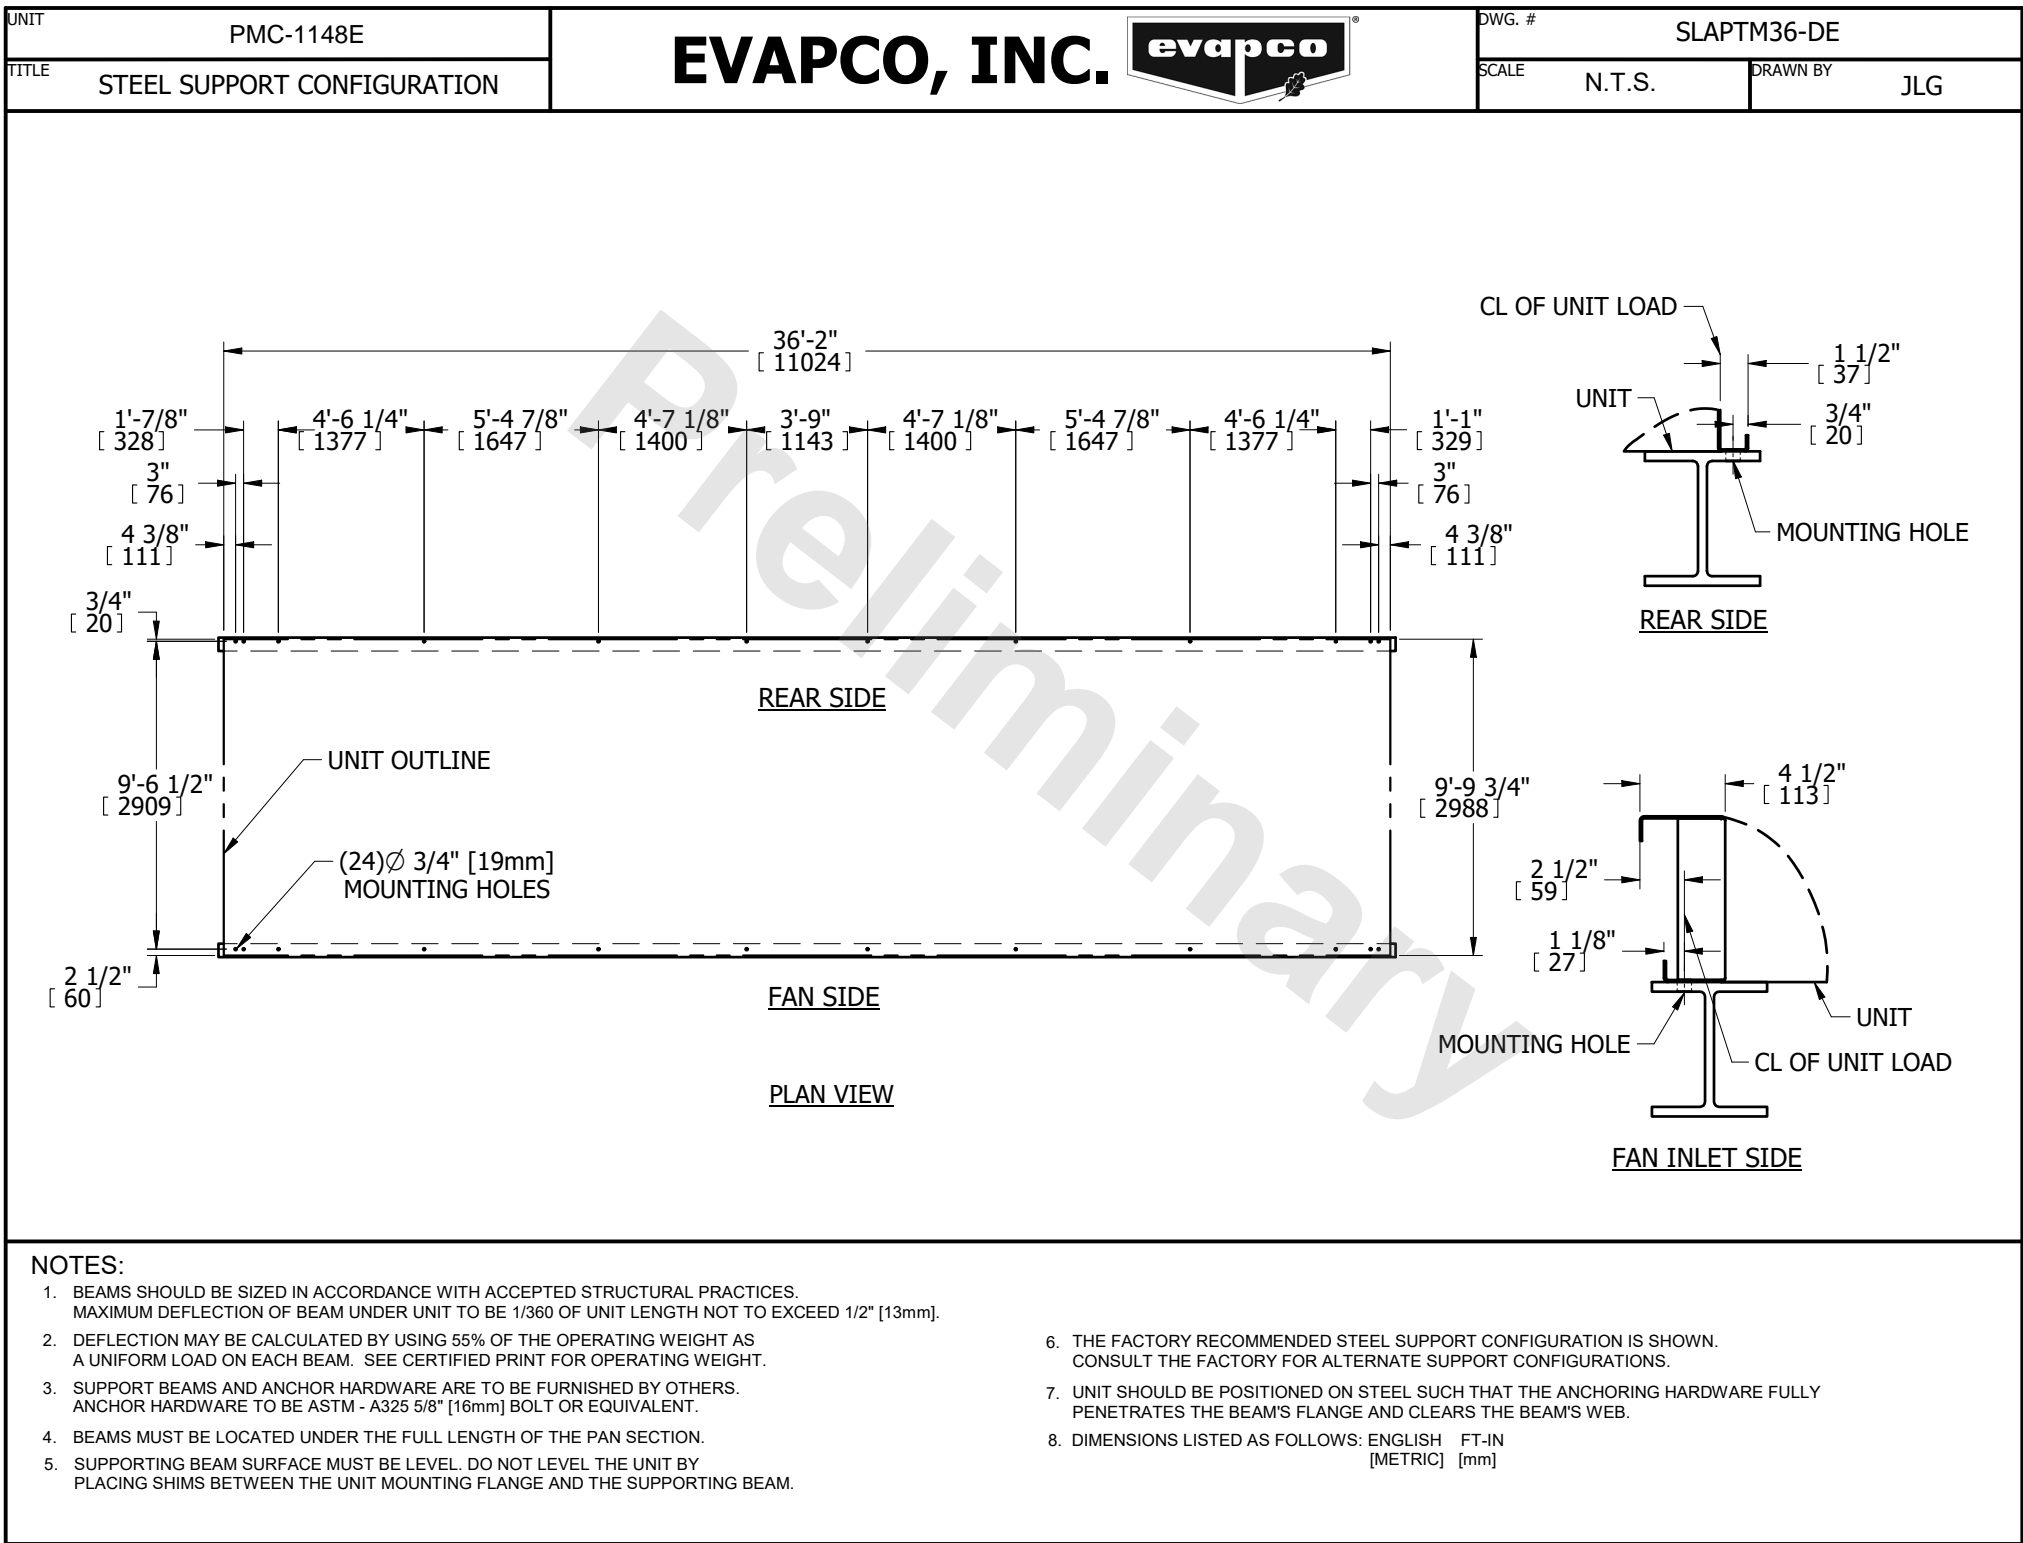 UNIT
PMC-1148E
TITLE
STEEL SUPPORT CONFIGURATION
EVAPCO, INC.
evapco®
DWG. #
SLAPTM36-DE
SCALE
N.T.S.
DRAWN BY
JLG
36'-2"
[ 11024 ]
1'-7/8"
[ 328 ]
4'-6 1/4"
[ 1377 ]
5'-4 7/8"
[ 1647 ]
4'-7 1/8"
[ 1400 ]
3'-9"
[ 1143 ]
4'-7 1/8"
[ 1400 ]
5'-4 7/8"
[ 1647 ]
4'-6 1/4"
[ 1377 ]
1'-1"
[ 329 ]
3"
[ 76 ]
3"
[ 76 ]
4 3/8"
[ 111 ]
4 3/8"
[ 111 ]
3/4"
[ 20 ]
REAR SIDE
UNIT OUTLINE
9'-6 1/2"
[ 2909 ]
9'-9 3/4"
[ 2988 ]
(24)Ø 3/4" [19mm]
MOUNTING HOLES
2 1/2"
[ 60 ]
FAN SIDE
PLAN VIEW
Preliminary
CL OF UNIT LOAD
1 1/2"
[ 37 ]
UNIT
3/4"
[ 20 ]
MOUNTING HOLE
REAR SIDE
4 1/2"
[ 113 ]
2 1/2"
[ 59 ]
1 1/8"
[ 27 ]
UNIT
MOUNTING HOLE
CL OF UNIT LOAD
FAN INLET SIDE
NOTES:
1. BEAMS SHOULD BE SIZED IN ACCORDANCE WITH ACCEPTED STRUCTURAL PRACTICES.
MAXIMUM DEFLECTION OF BEAM UNDER UNIT TO BE 1/360 OF UNIT LENGTH NOT TO EXCEED 1/2" [13mm].
2. DEFLECTION MAY BE CALCULATED BY USING 55% OF THE OPERATING WEIGHT AS
A UNIFORM LOAD ON EACH BEAM. SEE CERTIFIED PRINT FOR OPERATING WEIGHT.
3. SUPPORT BEAMS AND ANCHOR HARDWARE ARE TO BE FURNISHED BY OTHERS.
ANCHOR HARDWARE TO BE ASTM - A325 5/8" [16mm] BOLT OR EQUIVALENT.
4. BEAMS MUST BE LOCATED UNDER THE FULL LENGTH OF THE PAN SECTION.
5. SUPPORTING BEAM SURFACE MUST BE LEVEL. DO NOT LEVEL THE UNIT BY
PLACING SHIMS BETWEEN THE UNIT MOUNTING FLANGE AND THE SUPPORTING BEAM.
6. THE FACTORY RECOMMENDED STEEL SUPPORT CONFIGURATION IS SHOWN.
CONSULT THE FACTORY FOR ALTERNATE SUPPORT CONFIGURATIONS.
7. UNIT SHOULD BE POSITIONED ON STEEL SUCH THAT THE ANCHORING HARDWARE FULLY
PENETRATES THE BEAM'S FLANGE AND CLEARS THE BEAM'S WEB.
8. DIMENSIONS LISTED AS FOLLOWS: ENGLISH FT-IN
[METRIC] [mm]